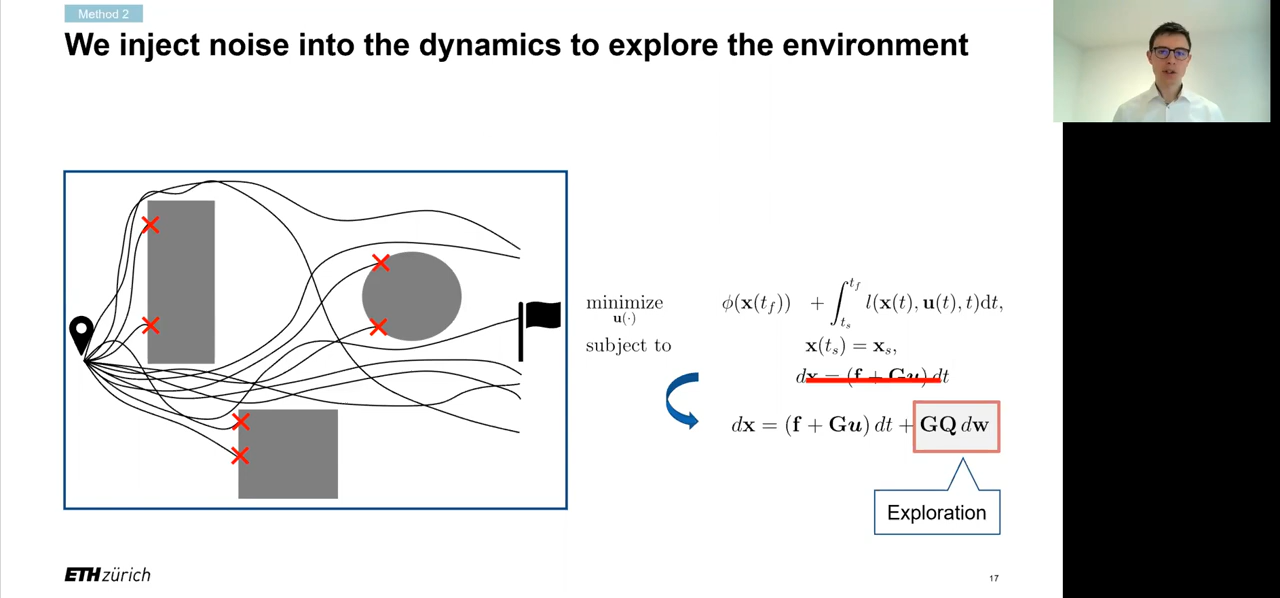 Method 2
We inject noise into the dynamics to explore the environment
minimize ϕ(x(t_f)) + ∫_{t_s}^{t_f} l(x(t), u(t), t)dt,
u(·)
subject to x(t_s) = x_s,
dx = (f + Gu) dt
dx = (f + Gu) dt + GQ dw
Exploration
ETH zürich
17